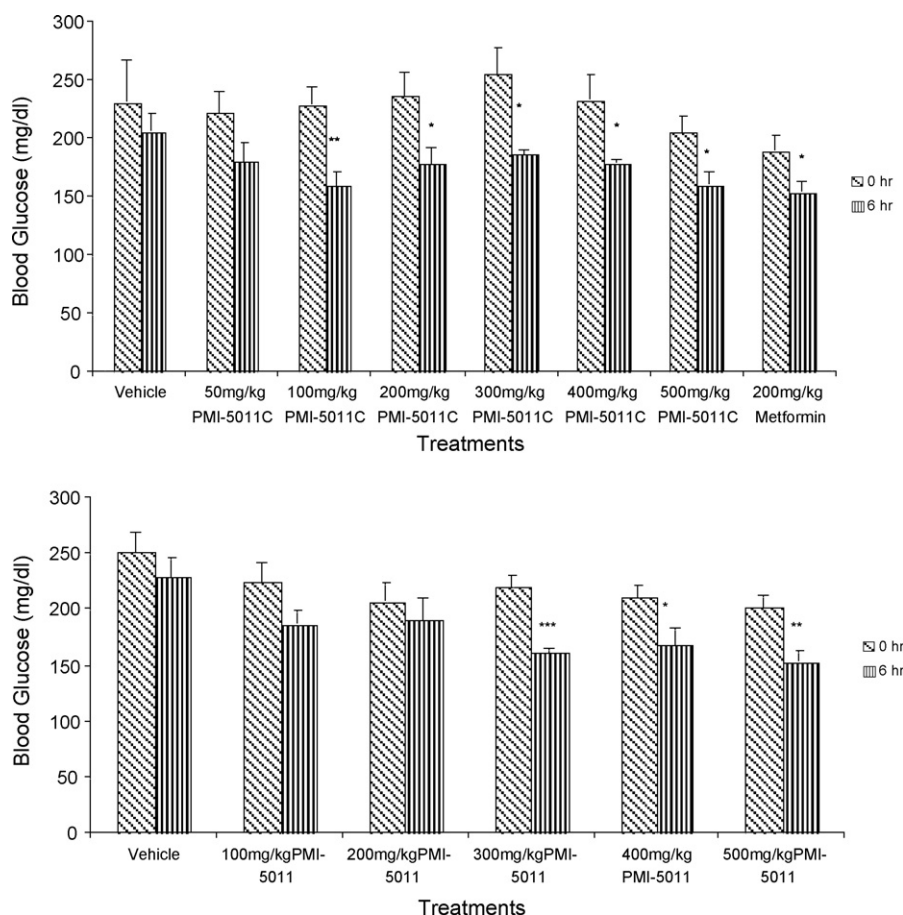 300
250
200
150
100
50
0
Blood Glucose (mg/dl)
**
*
*
*
*
*
0 hr
6 hr
Vehicle
50mg/kg
PMI-5011C
100mg/kg
PMI-5011C
200mg/kg
PMI-5011C
300mg/kg
PMI-5011C
400mg/kg
PMI-5011C
500mg/kg
PMI-5011C
200mg/kg
Metformin
Treatments
300
250
200
150
100
50
0
Blood Glucose (mg/dl)
***
*
**
0 hr
6 hr
Vehicle
100mg/kgPMI-
5011
200mg/kgPMI-
5011
300mg/kgPMI-
5011
400mg/kg
PMI-5011
500mg/kgPMI-
5011
Treatments